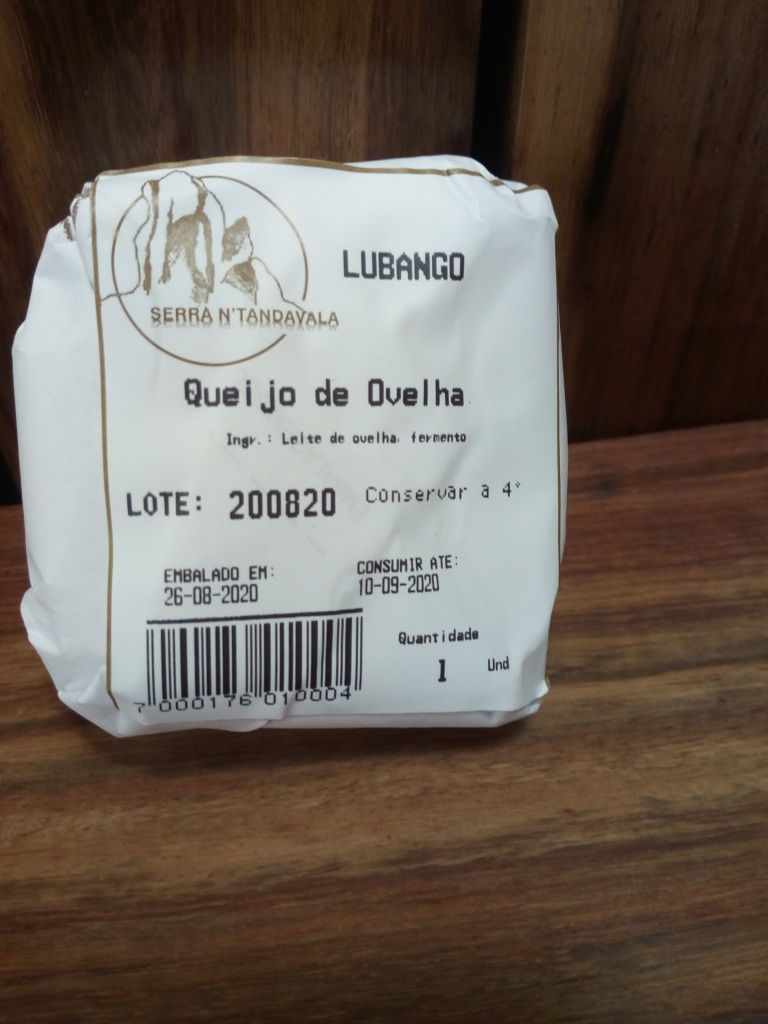 LUBANGO
SERRA N'TANDAVALA
Queijo de Ovelha
Ingr.: Leite de ovelha, fermento
LOTE: 200820 Conservar a 4°
EMBALADO EM: CONSUMIR ATE:
26-08-2020 10-09-2020
Quantidade
1 Und
7 000176 010004